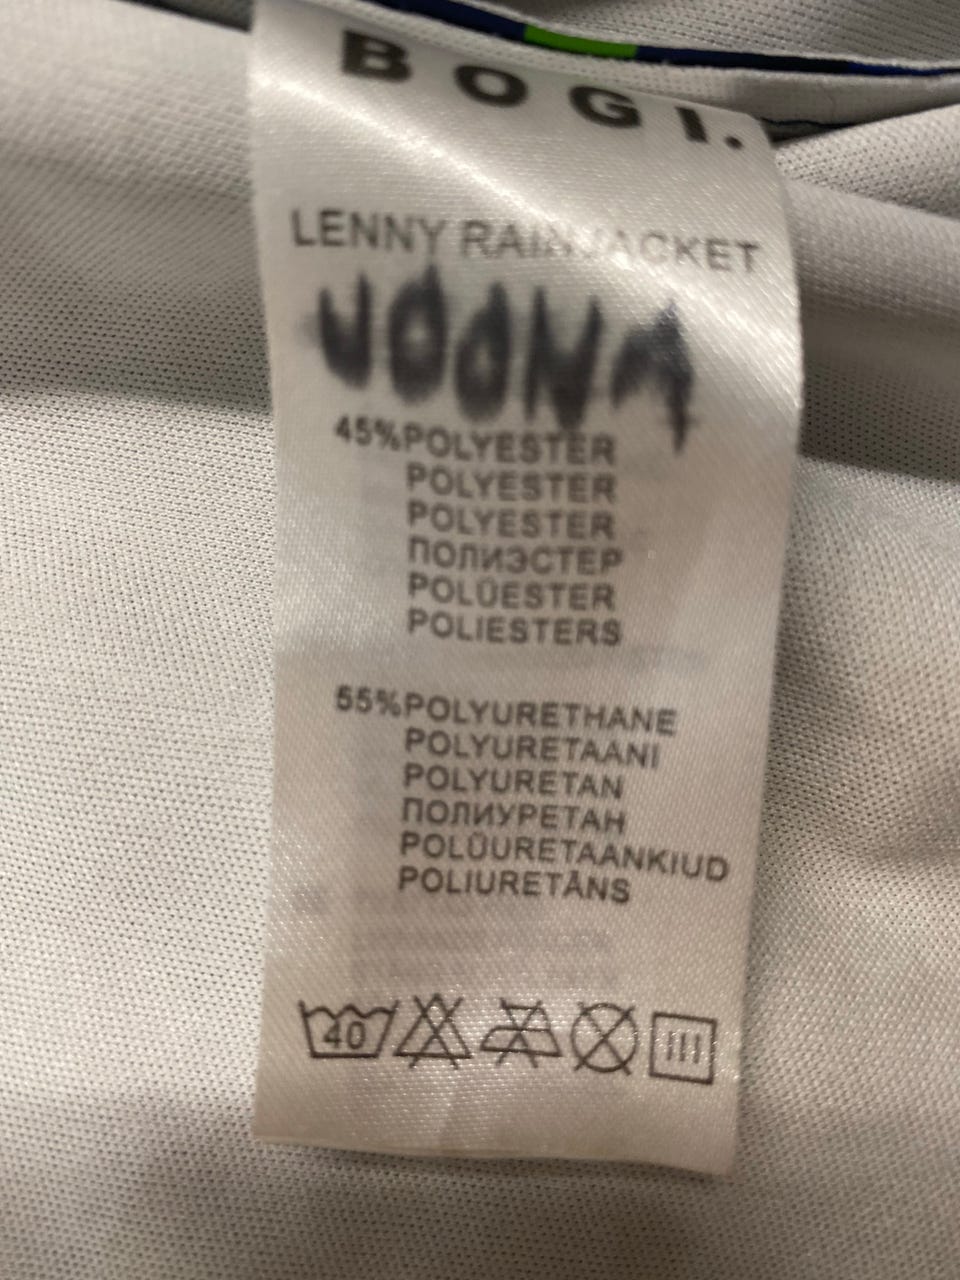 BOGI.
LENNY RAINJACKET
JOONA
45%POLYESTER
POLYESTER
POLYESTER
ПОЛИЭСТЕР
POLÜESTER
POLIESTERS
55%POLYURETHANE
POLYURETAANI
POLYURETAN
ПОЛИУРЕТАН
POLÜURETAANKIUD
POLIURETĀNS
40